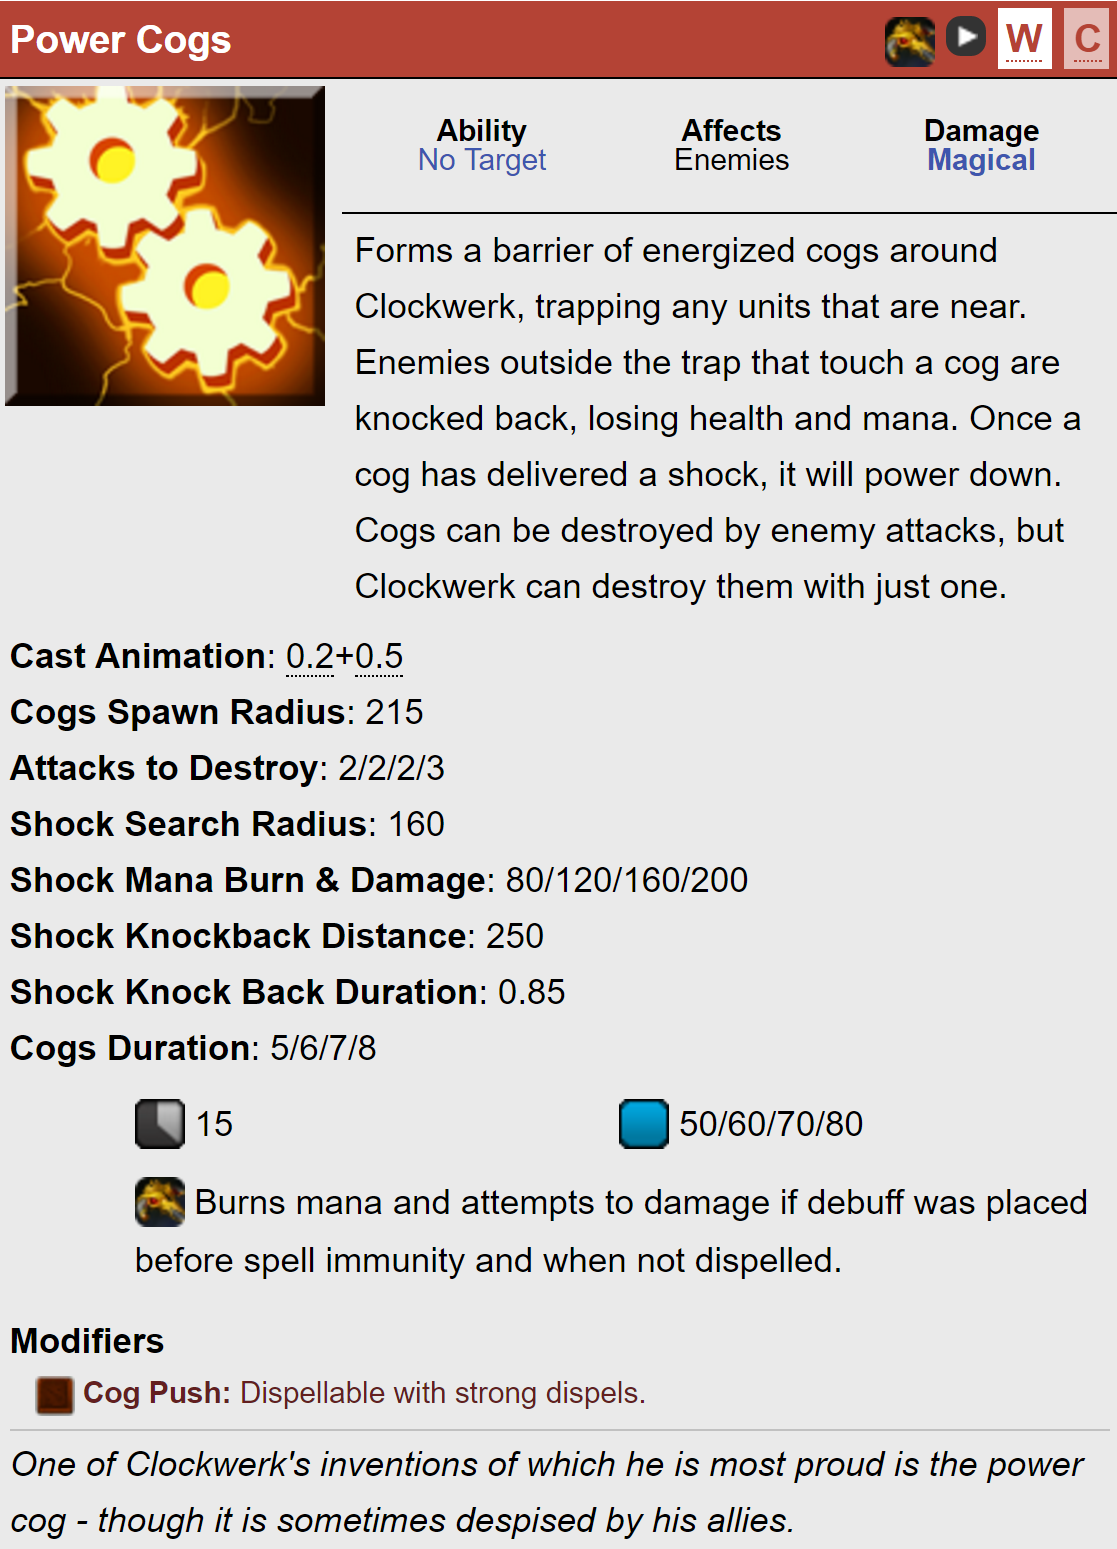 Power Cogs W C
Ability Affects Damage
No Target Enemies Magical
Forms a barrier of energized cogs around
Clockwerk, trapping any units that are near.
Enemies outside the trap that touch a cog are
knocked back, losing health and mana. Once a
cog has delivered a shock, it will power down.
Cogs can be destroyed by enemy attacks, but
Clockwerk can destroy them with just one.
Cast Animation: 0.2+0.5
Cogs Spawn Radius: 215
Attacks to Destroy: 2/2/2/3
Shock Search Radius: 160
Shock Mana Burn & Damage: 80/120/160/200
Shock Knockback Distance: 250
Shock Knock Back Duration: 0.85
Cogs Duration: 5/6/7/8
15 50/60/70/80
Burns mana and attempts to damage if debuff was placed
before spell immunity and when not dispelled.
Modifiers
Cog Push: Dispellable with strong dispels.
One of Clockwerk's inventions of which he is most proud is the power
cog - though it is sometimes despised by his allies.